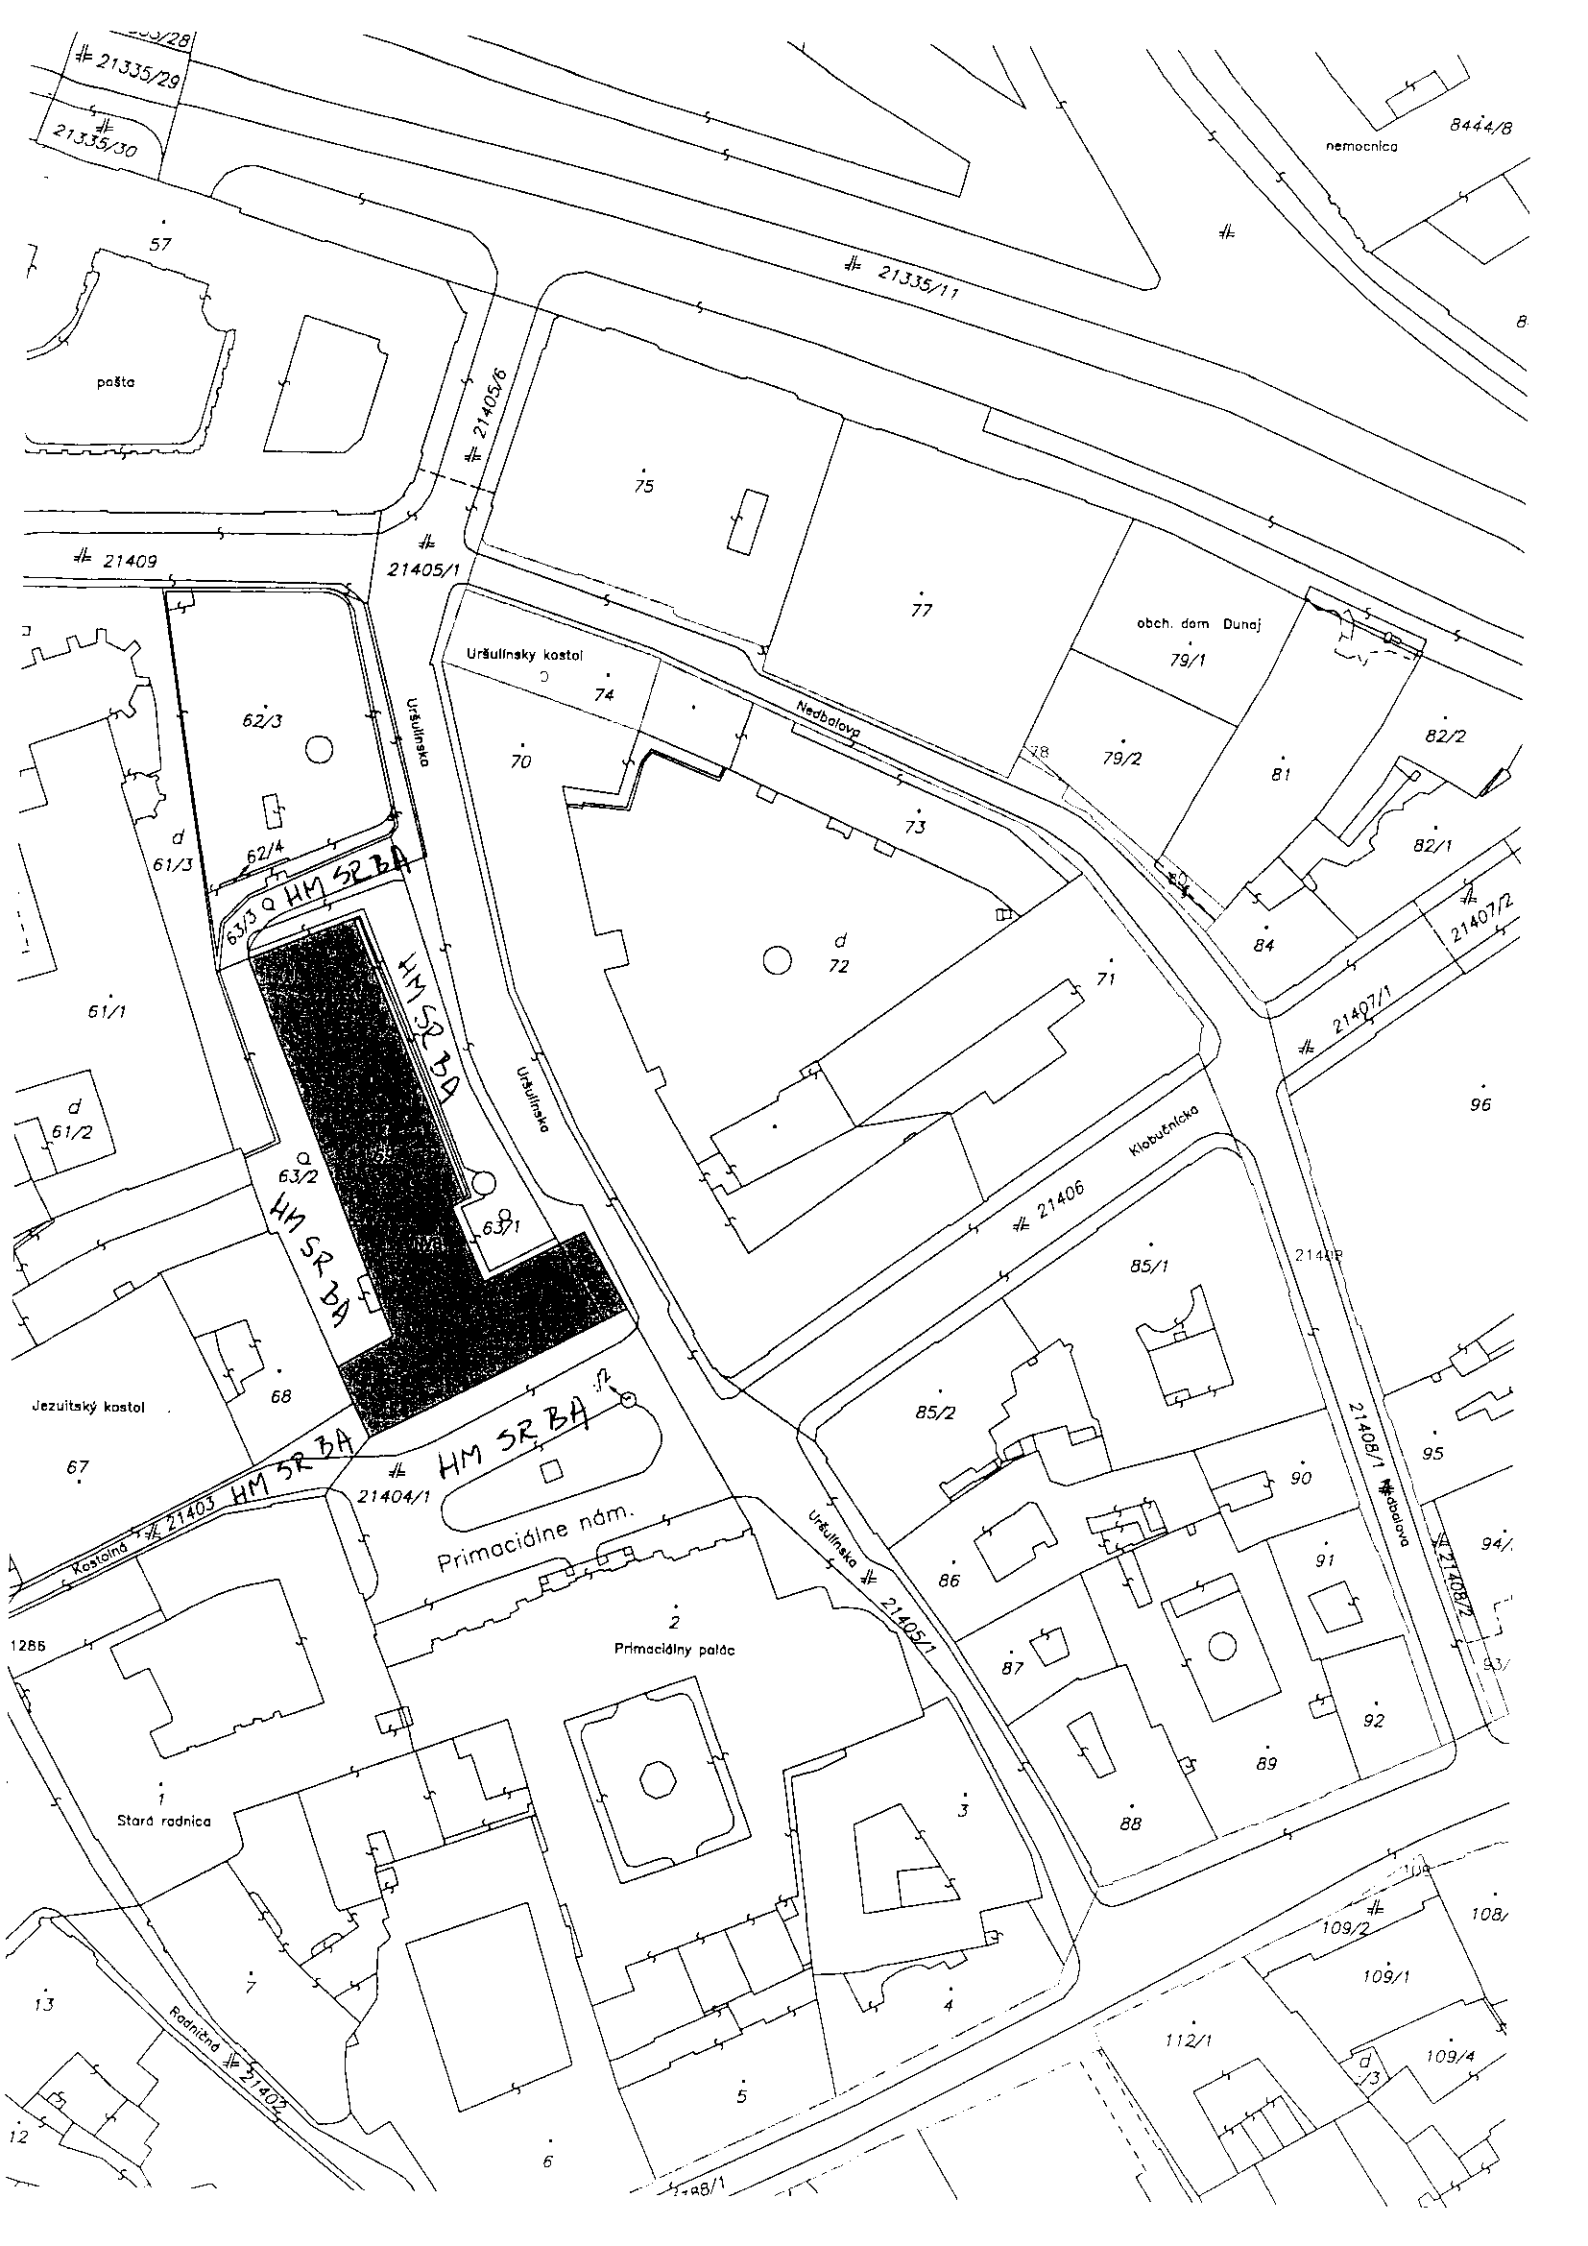 21335/29
21335/30
8444/8
nemocnica
57
21335/11
pošta
21405/6
75
21409
21405/1
77
obch. dom Dunaj
79/1
Uršulínsky kostol
74
Uršulínska
62/3
Nedbalova
82/2
70
78
79/2
81
73
82/1
d
61/3
62/4
HM SR BA
63/3
21407/2
84
d
72
71
HM SR BA
61/1
21407/1
Uršulínska
96
d
61/2
Klobučnícka
63/2
21406
63/1
HM SR BA
85/1
68
Jezuitský kostol
85/2
HM SR BA
21408/1
95
67
HM SR BA
90
21404/1
21403
Kostolná
Primaciálne nám.
Uršulínska
Nedbalova
91
86
21405/1
21408/2
2
Primaciálny palác
1286
87
92
89
1
Stará radnica
3
88
109/2
7
109/1
13
4
Radničná
21402
112/1
109/4
d
5
12
6